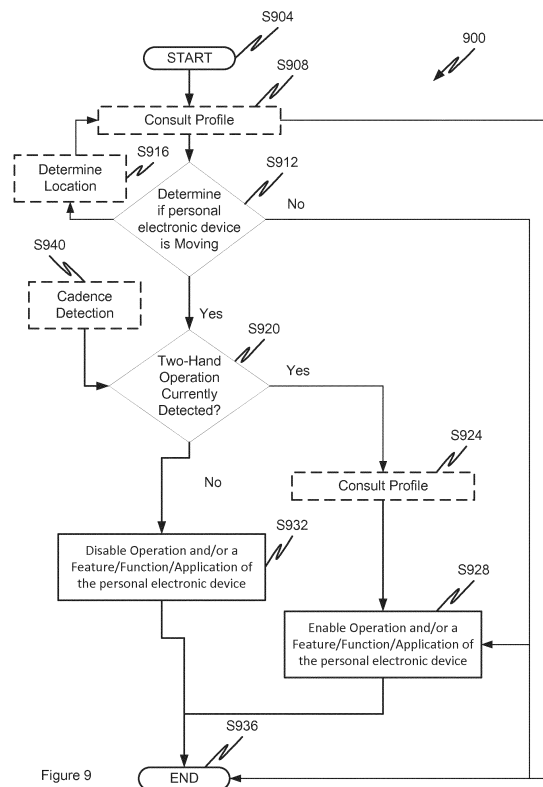 S904
START
900
S908
Consult Profile
S916
Determine
Location
S912
Determine
if personal
electronic device
is Moving
No
S940
Cadence
Detection
Yes
S920
Two-Hand
Operation
Currently
Detected?
Yes
S924
Consult Profile
No
S932
Disable Operation and/or a
Feature/Function/Application of
the personal electronic device
S928
Enable Operation and/or a
Feature/Function/Application of
the personal electronic device
S936
END
Figure 9